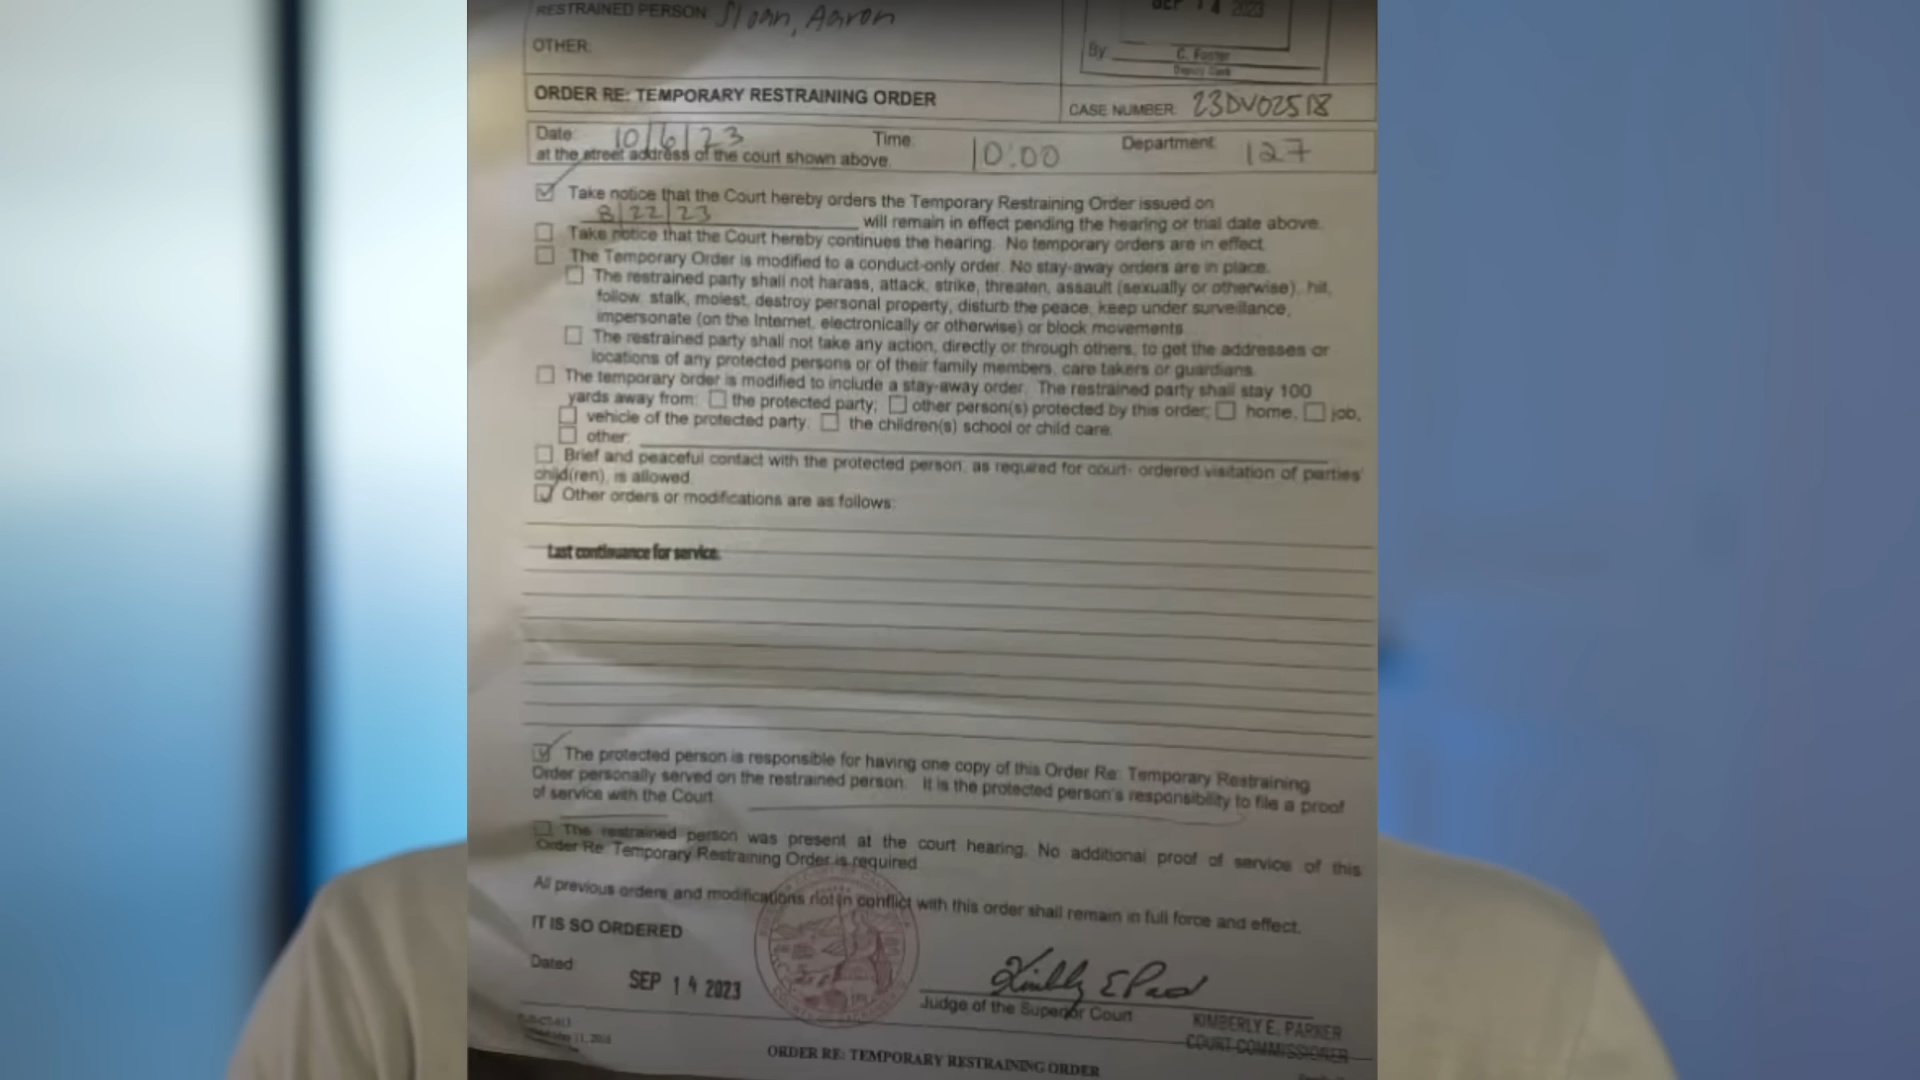 RESTRAINED PERSON: Sloan, Aaron
SEP 14 2023
OTHER:
By C. Foster
Deputy Clerk
ORDER RE: TEMPORARY RESTRAINING ORDER
CASE NUMBER: 23DV02518
Date: 10/6/23 Time: 10:00 Department: 127
at the street address of the court shown above.
Take notice that the Court hereby orders the Temporary Restraining Order issued on
8/22/23 will remain in effect pending the hearing or trial date above.
Take notice that the Court hereby continues the hearing. No temporary orders are in effect.
The Temporary Order is modified to a conduct-only order. No stay-away orders are in place.
The restrained party shall not harass, attack, strike, threaten, assault (sexually or otherwise), hit,
follow, stalk, molest, destroy personal property, disturb the peace, keep under surveillance,
impersonate (on the Internet, electronically or otherwise) or block movements.
The restrained party shall not take any action, directly or through others, to get the addresses or
locations of any protected persons or of their family members, care takers or guardians.
The temporary order is modified to include a stay-away order. The restrained party shall stay 100
yards away from: the protected party; other person(s) protected by this order; home, job,
vehicle of the protected party. the children(s) school or child care.
other:
Brief and peaceful contact with the protected person, as required for court- ordered visitation of parties'
child(ren), is allowed.
Other orders or modifications are as follows:
Last continuance for service.
The protected person is responsible for having one copy of this Order Re: Temporary Restraining
Order personally served on the restrained person. It is the protected person's responsibility to file a proof
of service with the Court
The restrained person was present at the court hearing. No additional proof of service of this
Order Re Temporary Restraining Order is required
All previous orders and modifications not in conflict with this order shall remain in full force and effect.
IT IS SO ORDERED
Dated: SEP 14 2023
Judge of the Superior Court
KIMBERLY E. PARKER
COURT COMMISSIONER
ORDER RE: TEMPORARY RESTRAINING ORDER